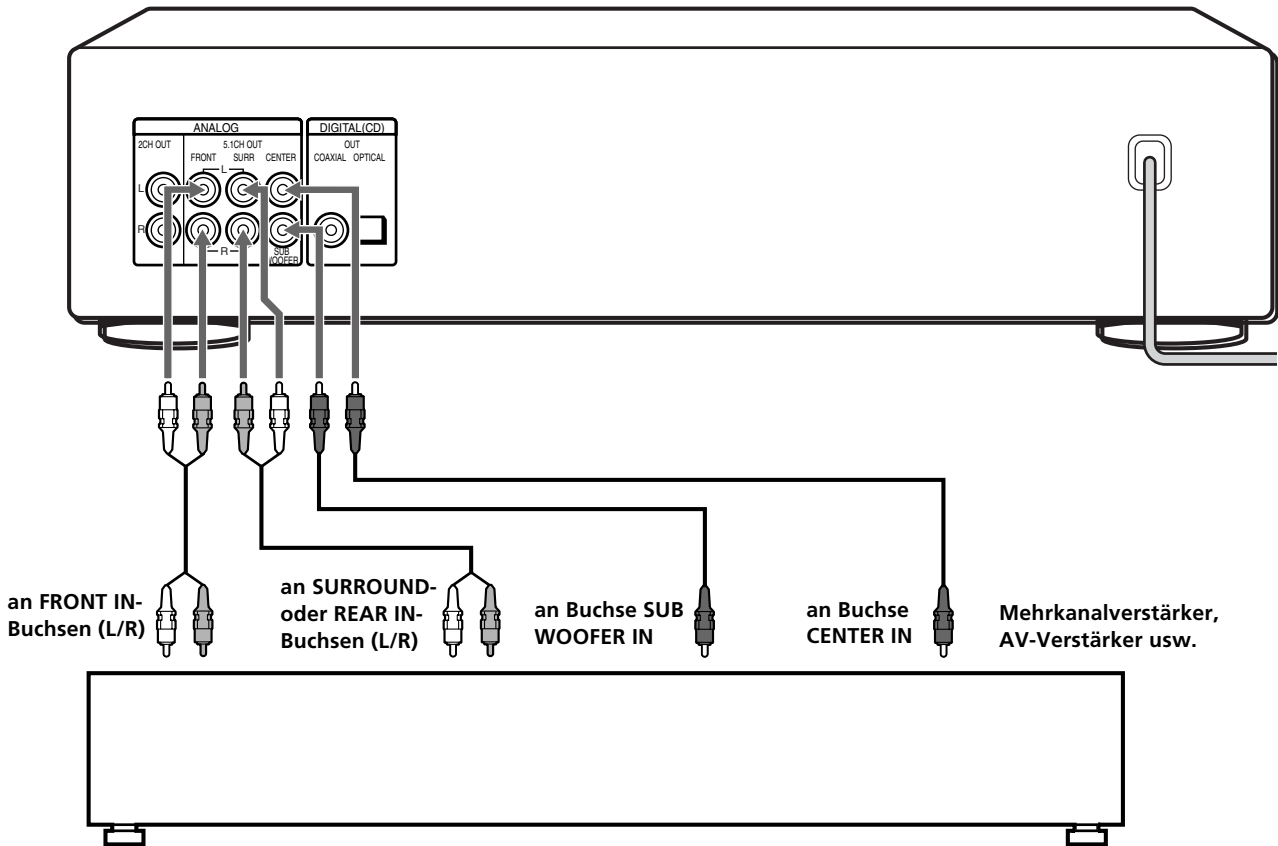 ANALOG
DIGITAL(CD)
2CH OUT
5.1CH OUT
OUT
FRONT
SURR
CENTER
COAXIAL
OPTICAL
L
L
R
R
SUB
WOOFER
an FRONT IN-
Buchsen (L/R)
an SURROUND-
oder REAR IN-
Buchsen (L/R)
an Buchse SUB
WOOFER IN
an Buchse
CENTER IN
Mehrkanalverstärker,
AV-Verstärker usw.